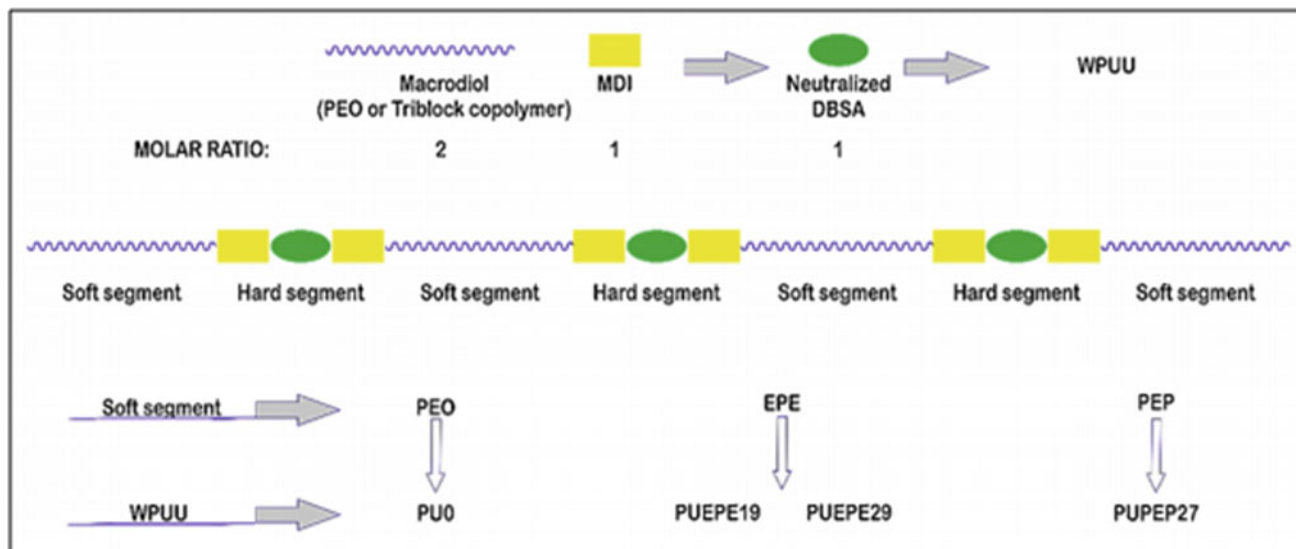 Macrodiol
(PEO or Triblock copolymer)
MDI
Neutralized
DBSA
WPUU
MOLAR RATIO: 2 1 1
Soft segment Hard segment Soft segment Hard segment Soft segment Hard segment Soft segment
Soft segment PEO EPE PEP
WPUU PU0 PUEPE19 PUEPE29 PUPEP27